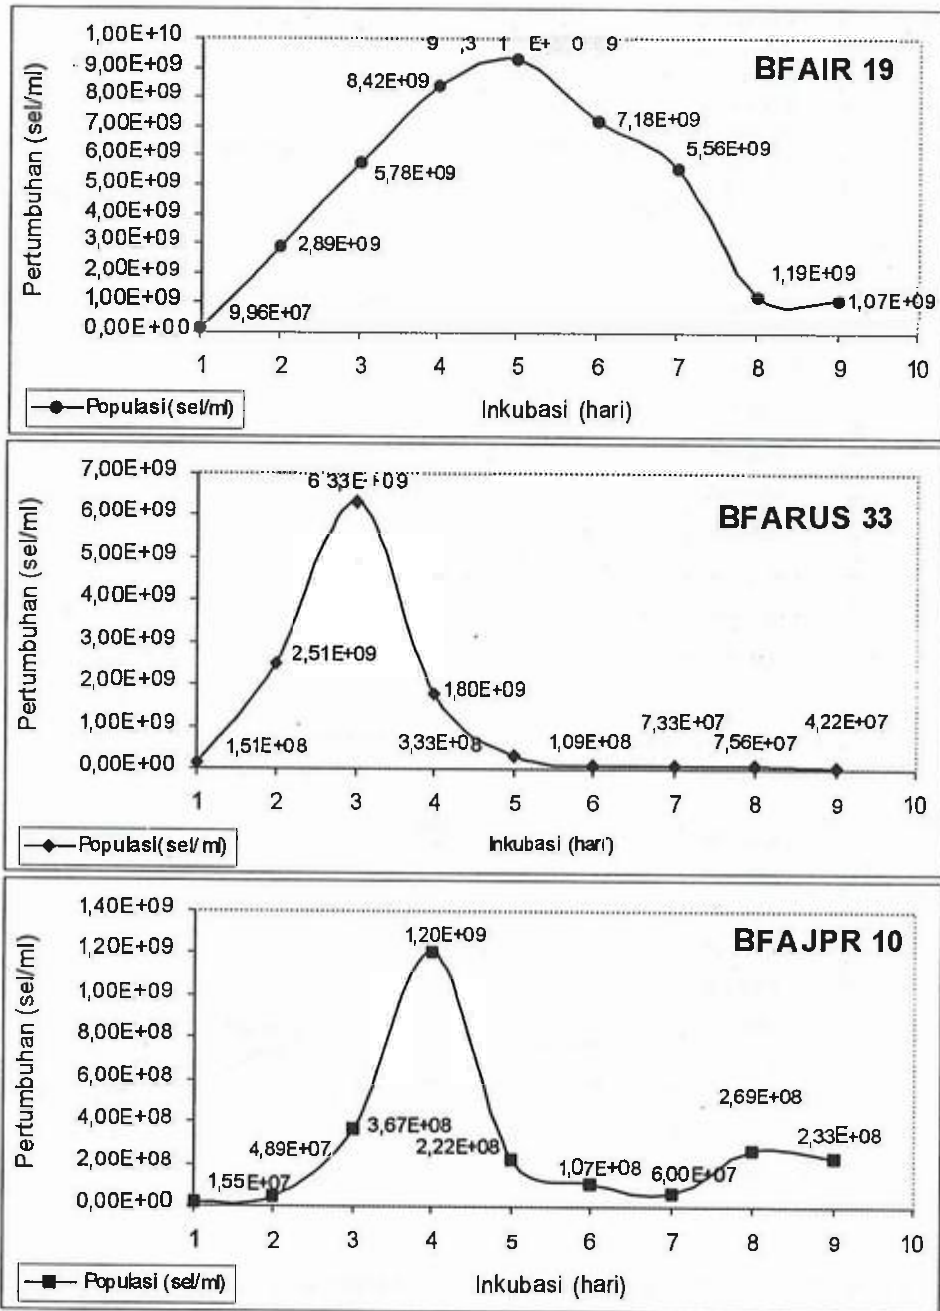 9,31E+09
1,00E+10
BFAIR 19
9,00E+09
8,42E+09
8,00E+09
7,18E+09
7,00E+09
5,56E+09
6,00E+09
5,78E+09
5,00E+09
4,00E+09
2,89E+09
3,00E+09
2,00E+09
1,19E+09
1,00E+09
9,96E+07
1,07E+09
0,00E+00
Pertumbuhan (sel/ml)
1 2 3 4 5 6 7 8 9 10
Populasi (sel/ml)
Inkubasi (hari)
7,00E+09
6,33E+09
6,00E+09
BFARUS 33
5,00E+09
4,00E+09
3,00E+09
2,51E+09
2,00E+09
1,80E+09
1,00E+09
1,51E+08
3,33E+08
1,09E+08
7,33E+07
7,56E+07
4,22E+07
0,00E+00
Pertumbuhan (sel/ml)
1 2 3 4 5 6 7 8 9 10
Populasi (sel/ml)
Inkubasi (hari)
1,40E+09
1,20E+09
BFAJPR 10
1,20E+09
1,00E+09
8,00E+08
6,00E+08
4,00E+08
3,67E+08
2,69E+08
4,89E+07
2,22E+08
2,33E+08
2,00E+08
1,55E+07
1,07E+08
6,00E+07
0,00E+00
Pertumbuhan (sel/ml)
1 2 3 4 5 6 7 8 9 10
Populasi (sel/ml)
Inkubasi (hari)